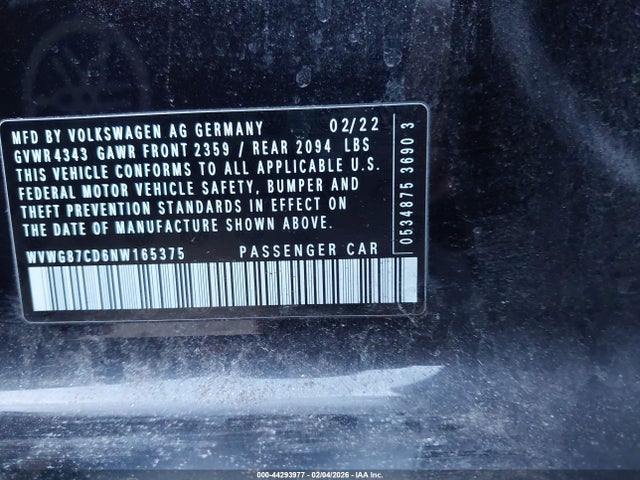 MFD BY VOLKSWAGEN AG GERMANY 02/22
GVWR 4343 GAWR FRONT 2359 / REAR 2094 LBS
THIS VEHICLE CONFORMS TO ALL APPLICABLE U.S.
FEDERAL MOTOR VEHICLE SAFETY, BUMPER AND
THEFT PREVENTION STANDARDS IN EFFECT ON
THE DATE OF MANUFACTURE SHOWN ABOVE.
WVWG87CD6NW165375 PASSENGER CAR
0534875 3690 3
000-44293977 - 02/04/2026 - IAA Inc.